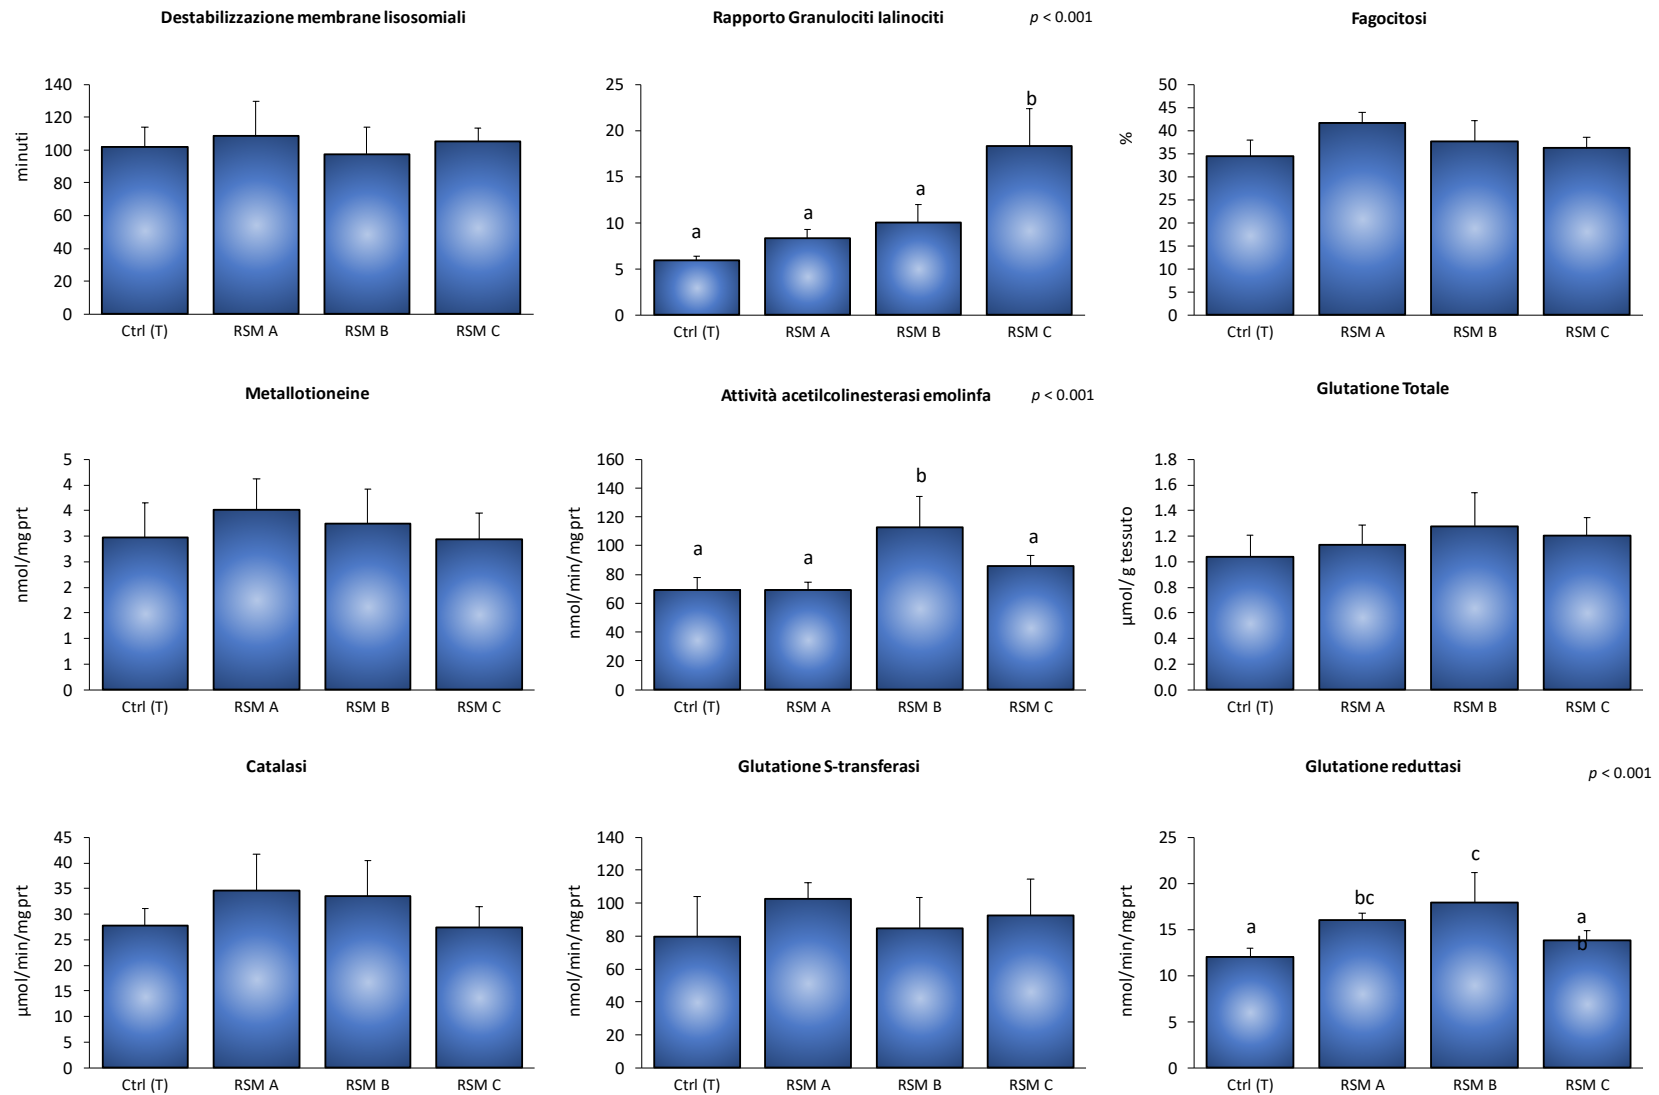 Destabilizzazione membrane lisosomiali
minuti
140
120
100
80
60
40
20
0
Ctrl (T) RSM A RSM B RSM C
Rapporto Granulociti Ialinociti
p < 0.001
25
20
15
10
5
0
a a a b
Ctrl (T) RSM A RSM B RSM C
Fagocitosi
%
50
45
40
35
30
25
20
15
10
5
0
Ctrl (T) RSM A RSM B RSM C
Metallotioneine
nmol/mgprt
5
4
4
3
3
2
2
1
1
0
Ctrl (T) RSM A RSM B RSM C
Attività acetilcolinesterasi emolinfa
p < 0.001
nmol/min/mgprt
160
140
120
100
80
60
40
20
0
a a b a
Ctrl (T) RSM A RSM B RSM C
Glutatione Totale
µmol/ g tessuto
1.8
1.6
1.4
1.2
1.0
0.8
0.6
0.4
0.2
0.0
Ctrl (T) RSM A RSM B RSM C
Catalasi
µmol/min/mgprt
45
40
35
30
25
20
15
10
5
0
Ctrl (T) RSM A RSM B RSM C
Glutatione S-transferasi
nmol/min/mgprt
140
120
100
80
60
40
20
0
Ctrl (T) RSM A RSM B RSM C
Glutatione reduttasi
p < 0.001
nmol/min/mgprt
25
20
15
10
5
0
a bc c a
b
Ctrl (T) RSM A RSM B RSM C